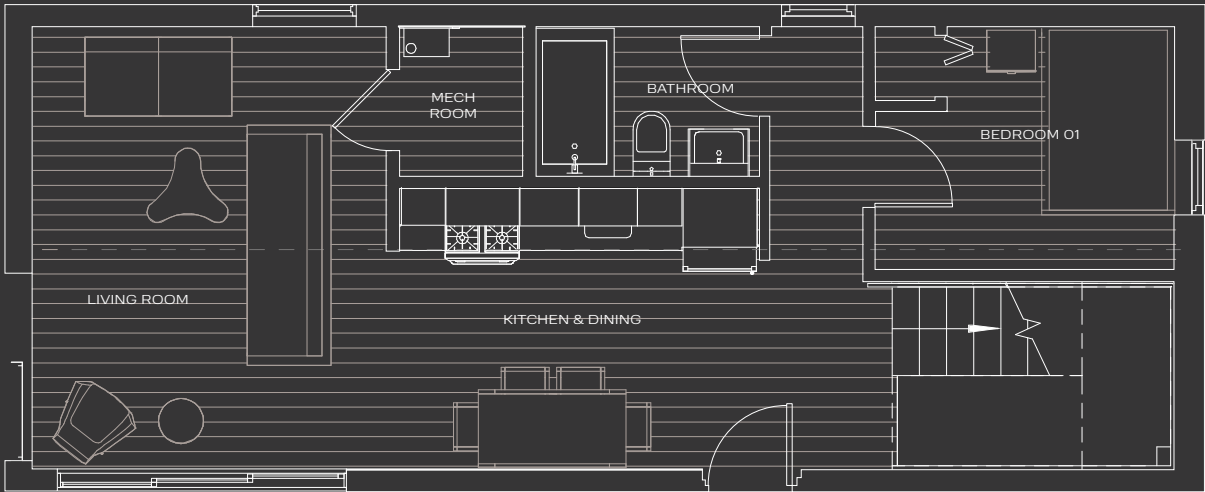 MECH
ROOM
BATHROOM
BEDROOM 01
LIVING ROOM
KITCHEN & DINING